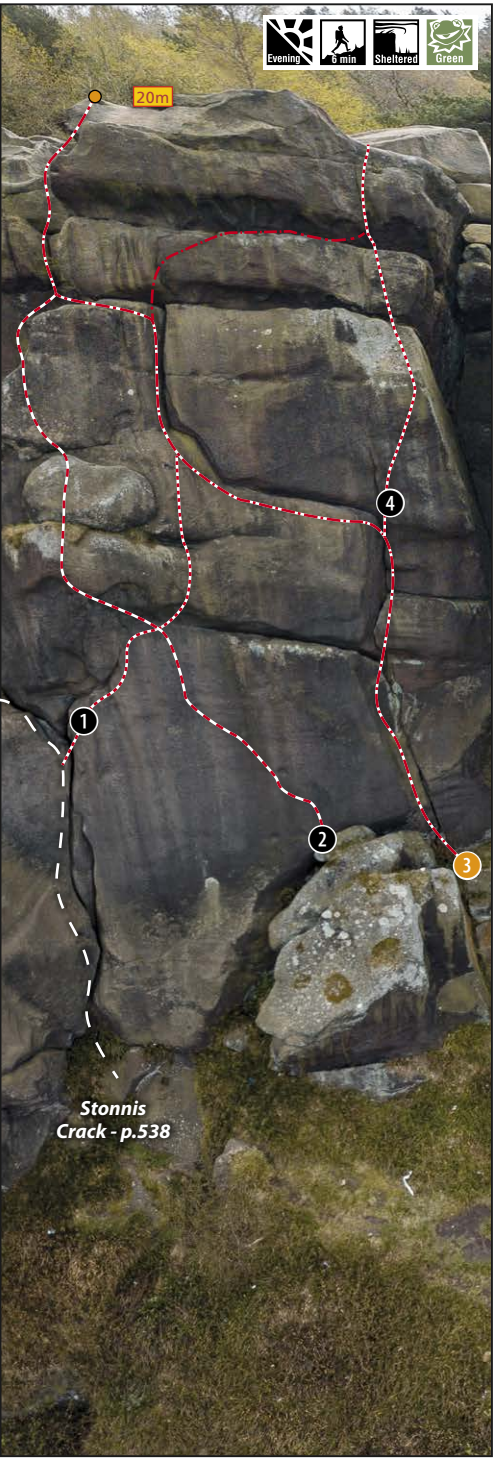 Evening
6 min
Sheltered
Green
20m
4
1
2
3
Stonnis
Crack - p.538